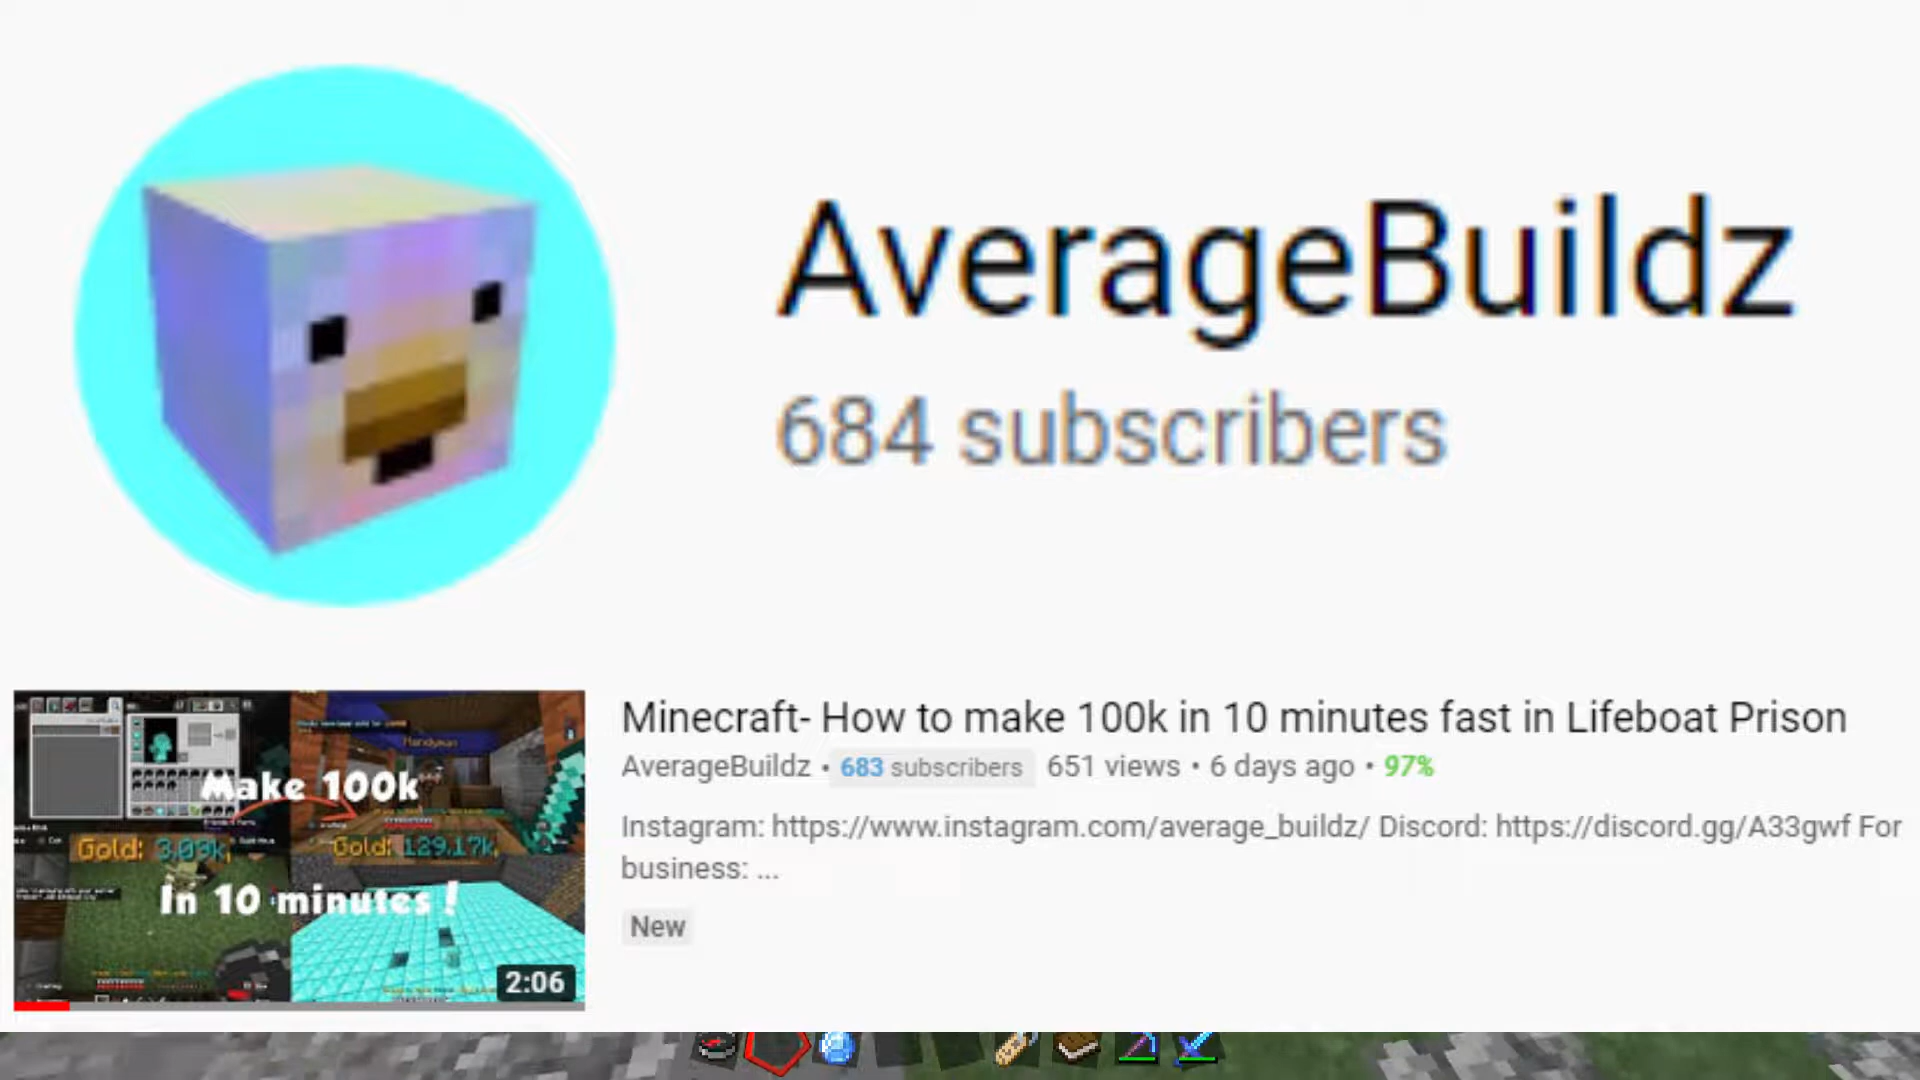 AverageBuildz
684 subscribers
Make 100k
Gold: 3.09k,
Gold: 129.17k,
In 10 minutes!
2:06
Minecraft- How to make 100k in 10 minutes fast in Lifeboat Prison
AverageBuildz • 683 subscribers 651 views • 6 days ago • 97%
Instagram: https://www.instagram.com/average_buildz/ Discord: https://discord.gg/A33gwf For
business: ...
New